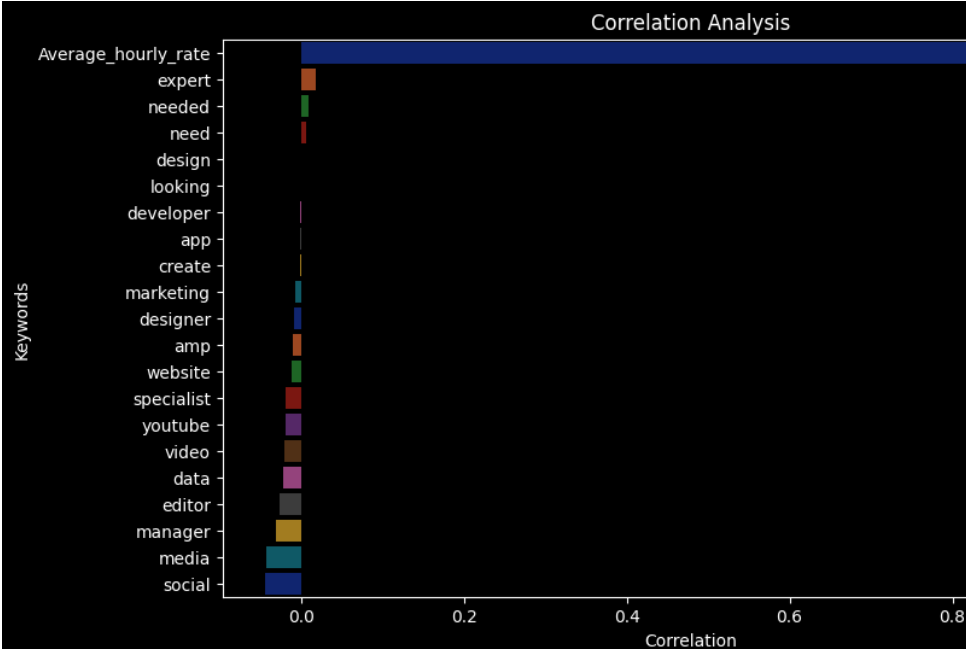 Correlation Analysis
Average_hourly_rate
expert
needed
need
design
looking
developer
app
create
marketing
designer
amp
website
specialist
youtube
video
data
editor
manager
media
social
Keywords
0.0 0.2 0.4 0.6 0.8
Correlation